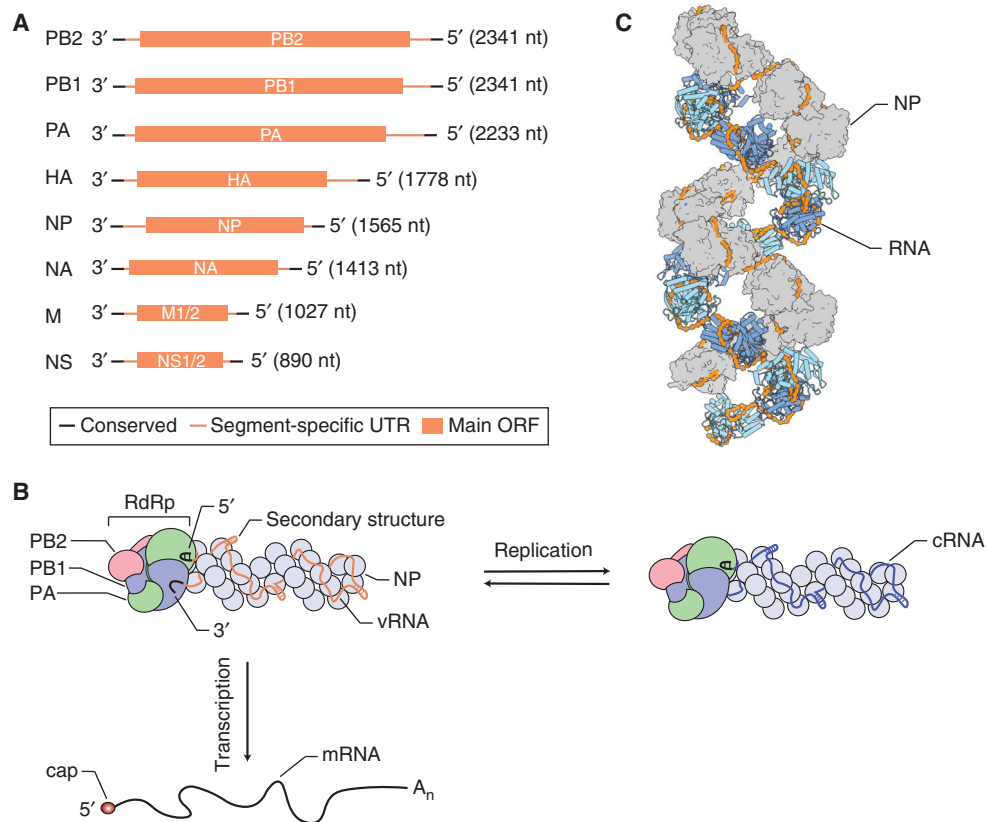 A
PB2 3′ PB2 5′ (2341 nt)
PB1 3′ PB1 5′ (2341 nt)
PA 3′ PA 5′ (2233 nt)
HA 3′ HA 5′ (1778 nt)
NP 3′ NP 5′ (1565 nt)
NA 3′ NA 5′ (1413 nt)
M 3′ M1/2 5′ (1027 nt)
NS 3′ NS1/2 5′ (890 nt)
Conserved Segment-specific UTR Main ORF
C
NP
RNA
B
RdRp
5′
Secondary structure
PB2
PB1
PA
NP
vRNA
3′
Replication
cRNA
Transcription
cap
5′
mRNA
Aₙ